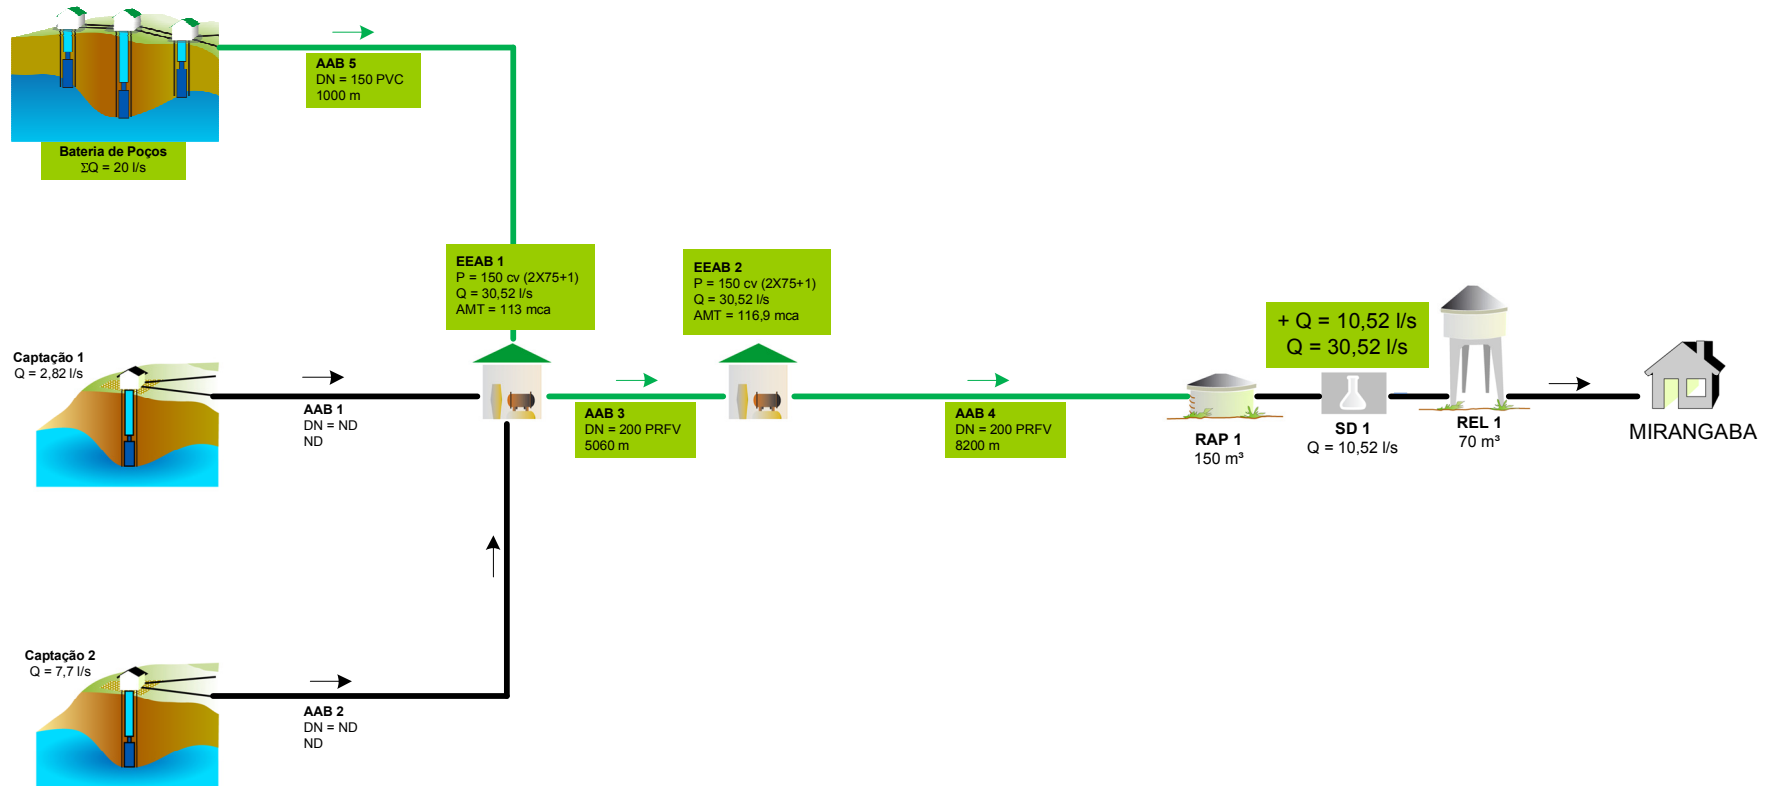 AAB 5
DN = 150 PVC
1000 m
Bateria de Poços
ΣQ = 20 l/s
EEAB 1
P = 150 cv (2X75+1)
Q = 30,52 l/s
AMT = 113 mca
EEAB 2
P = 150 cv (2X75+1)
Q = 30,52 l/s
AMT = 116,9 mca
+ Q = 10,52 l/s
Q = 30,52 l/s
Captação 1
Q = 2,82 l/s
AAB 1
DN = ND
ND
AAB 3
DN = 200 PRFV
5060 m
AAB 4
DN = 200 PRFV
8200 m
RAP 1
150 m³
SD 1
Q = 10,52 l/s
REL 1
70 m³
MIRANGABA
Captação 2
Q = 7,7 l/s
AAB 2
DN = ND
ND